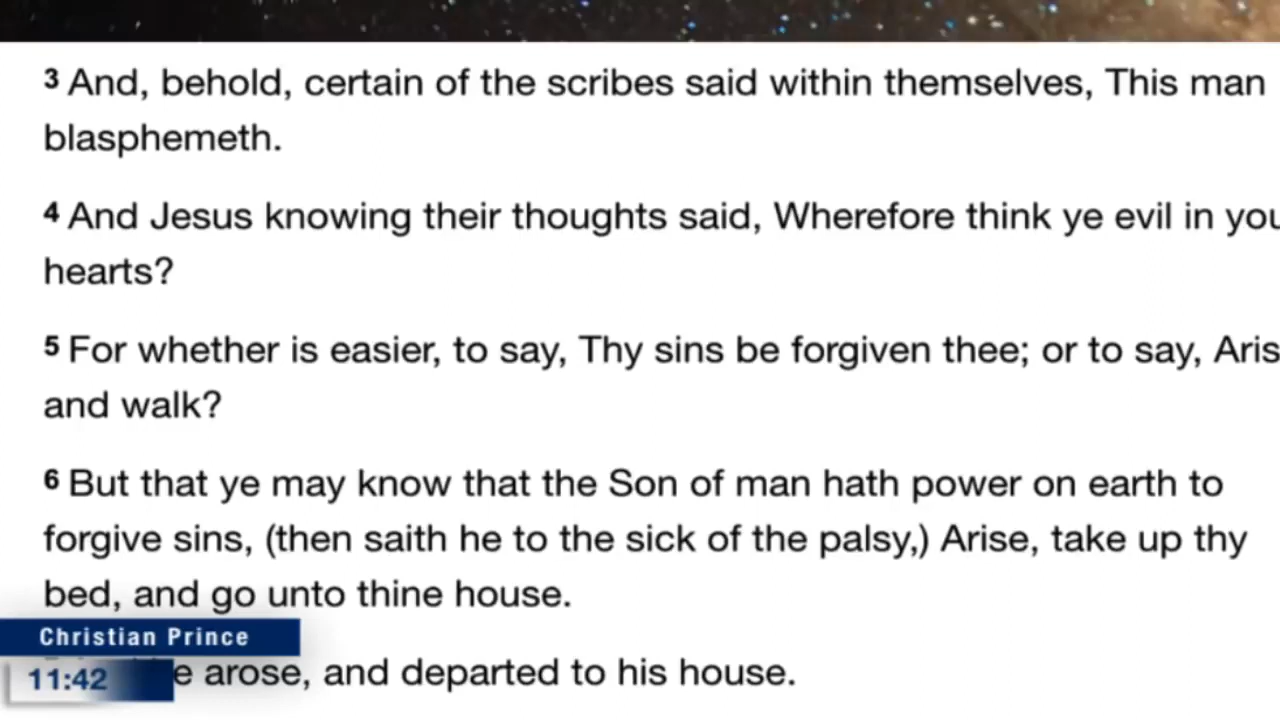 3 And, behold, certain of the scribes said within themselves, This man
blasphemeth.
4 And Jesus knowing their thoughts said, Wherefore think ye evil in you
hearts?
5 For whether is easier, to say, Thy sins be forgiven thee; or to say, Aris
and walk?
6 But that ye may know that the Son of man hath power on earth to
forgive sins, (then saith he to the sick of the palsy,) Arise, take up thy
bed, and go unto thine house.
Christian Prince
e arose, and departed to his house.
11:42